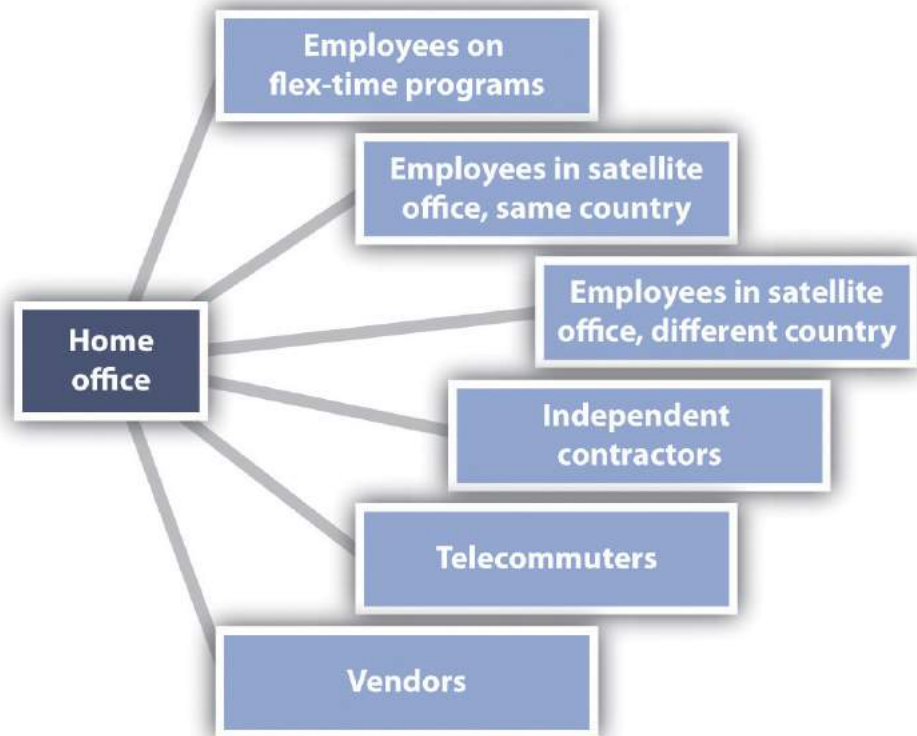 Employees on
flex-time programs
Employees in satellite
office, same country
Employees in satellite
office, different country
Home
office
Independent
contractors
Telecommuters
Vendors